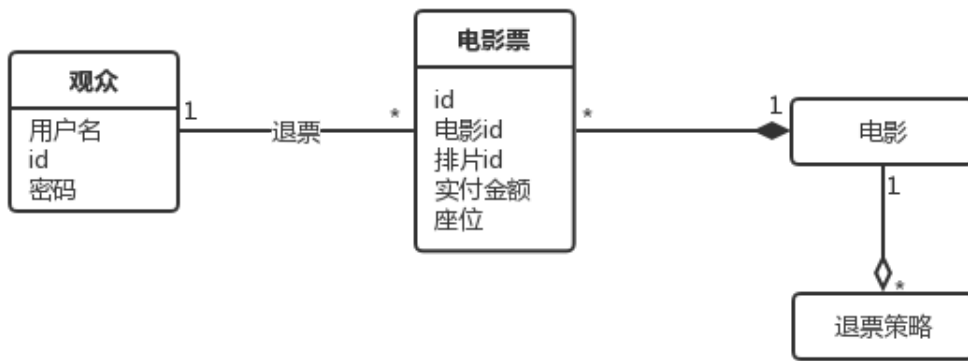 观众
用户名
id
密码
1
退票
*
电影票
id
电影id
排片id
实付金额
座位
*
1
电影
1
*
退票策略